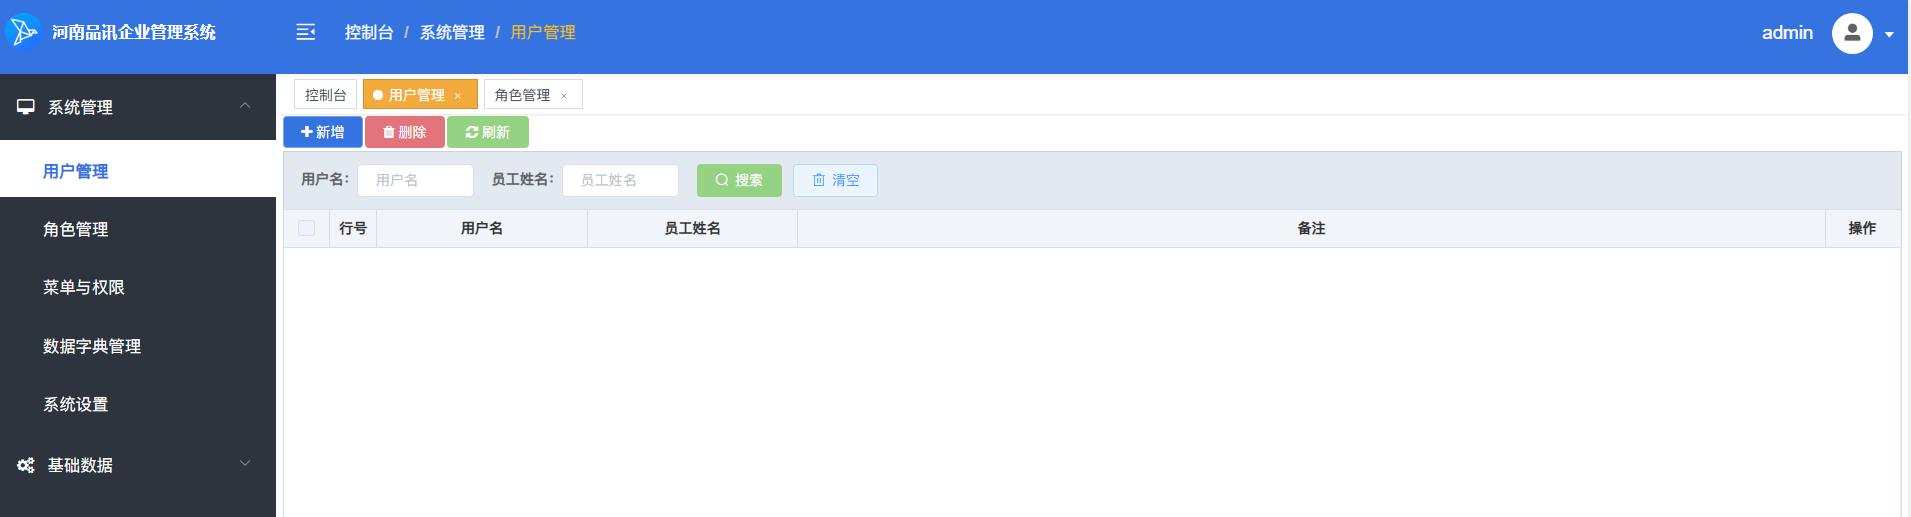 河南品讯企业管理系统
控制台 / 系统管理 / 用户管理
admin
系统管理
用户管理
角色管理
菜单与权限
数据字典管理
系统设置
基础数据
控制台 用户管理 × 角色管理 ×
新增 删除 刷新
用户名： 用户名 员工姓名： 员工姓名 搜索 清空
行号 用户名 员工姓名 备注 操作